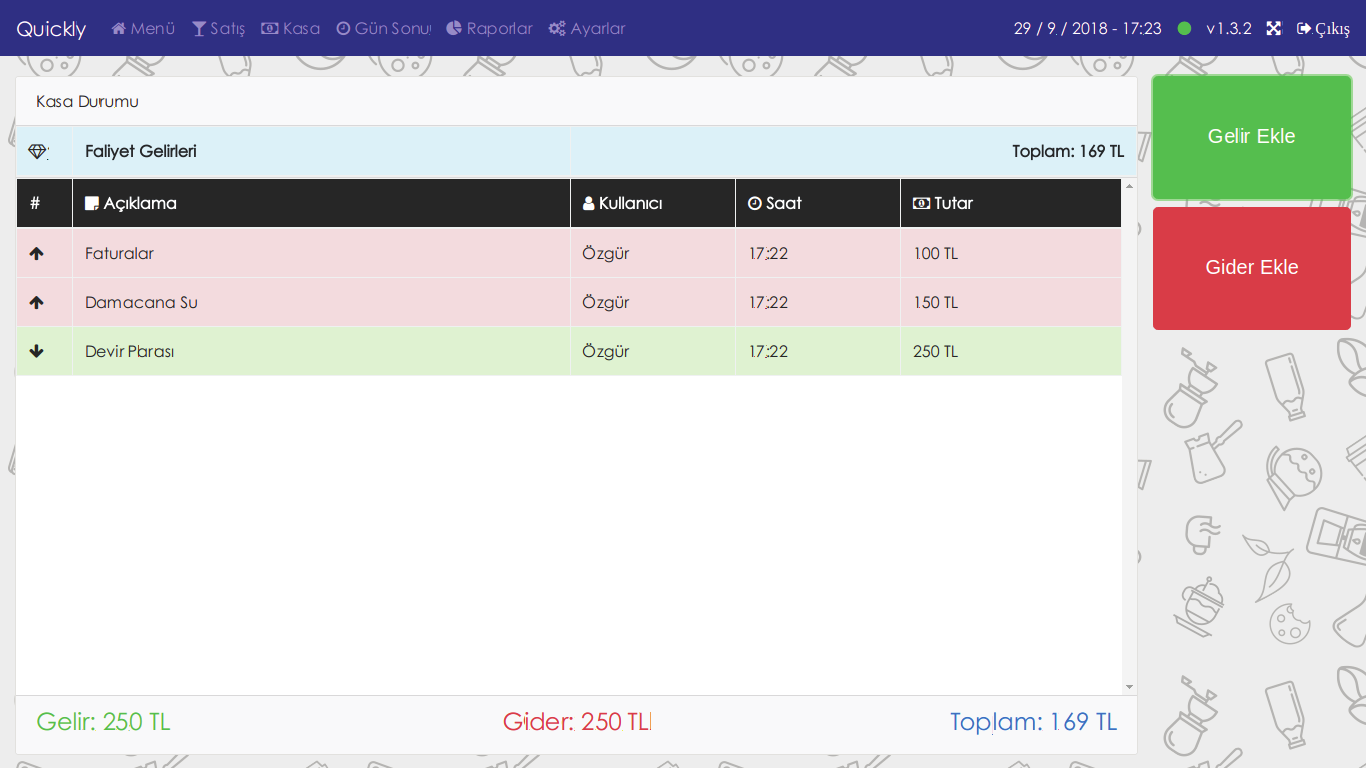 Quickly Menü Satış Kasa Gün Sonu Raporlar Ayarlar 29 / 9 / 2018 - 17:23 v1.3.2 Çıkış
Kasa Durumu
Faliyet Gelirleri Toplam: 169 TL
# Açıklama Kullanıcı Saat Tutar
Faturalar Özgür 17:22 100 TL
Damacana Su Özgür 17:22 150 TL
Devir Parası Özgür 17:22 250 TL
Gelir: 250 TL Gider: 250 TL Toplam: 169 TL
Gelir Ekle
Gider Ekle